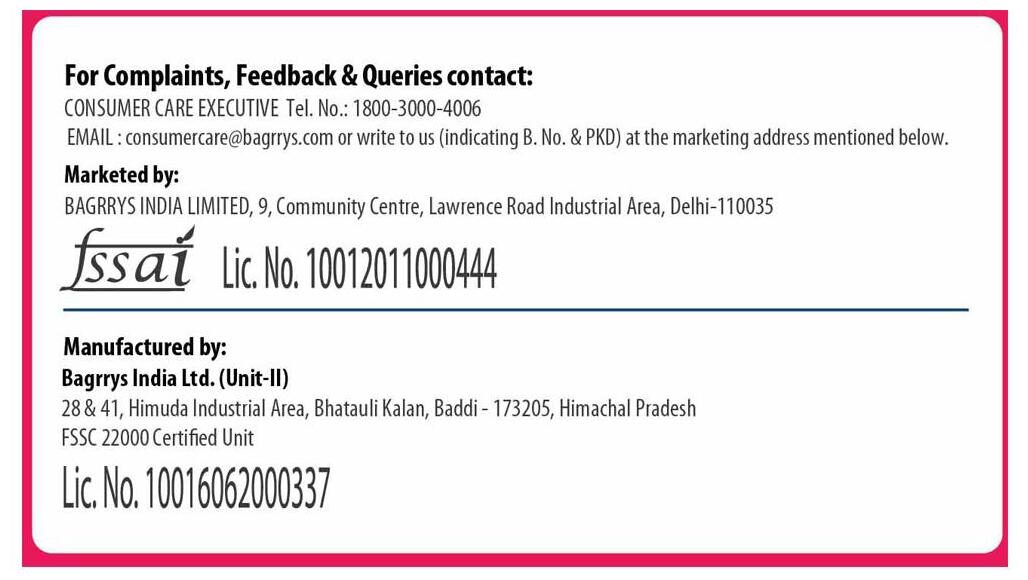 For Complaints, Feedback & Queries contact:
CONSUMER CARE EXECUTIVE Tel. No.: 1800-3000-4006
EMAIL : consumercare@bagrrys.com or write to us (indicating B. No. & PKD) at the marketing address mentioned below.
Marketed by:
BAGRRYS INDIA LIMITED, 9, Community Centre, Lawrence Road Industrial Area, Delhi-110035
fssai Lic. No. 10012011000444
Manufactured by:
Bagrrys India Ltd. (Unit-II)
28 & 41, Himuda Industrial Area, Bhatauli Kalan, Baddi - 173205, Himachal Pradesh
FSSC 22000 Certified Unit
Lic. No. 10016062000337